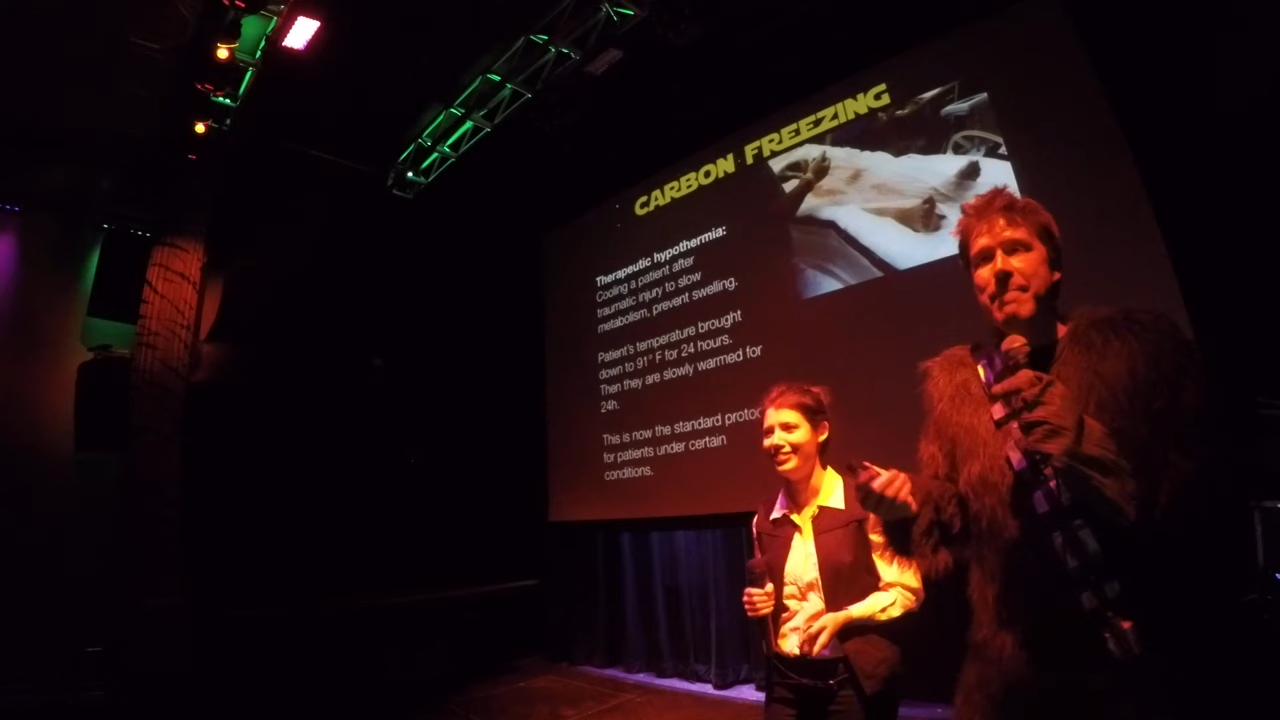 CARBON FREEZING
Therapeutic hypothermia:
Cooling a patient after
traumatic injury to slow
metabolism, prevent swelling.
Patient's temperature brought
down to 91° F for 24 hours.
Then they are slowly warmed for
24h.
This is now the standard protoc
for patients under certain
conditions.